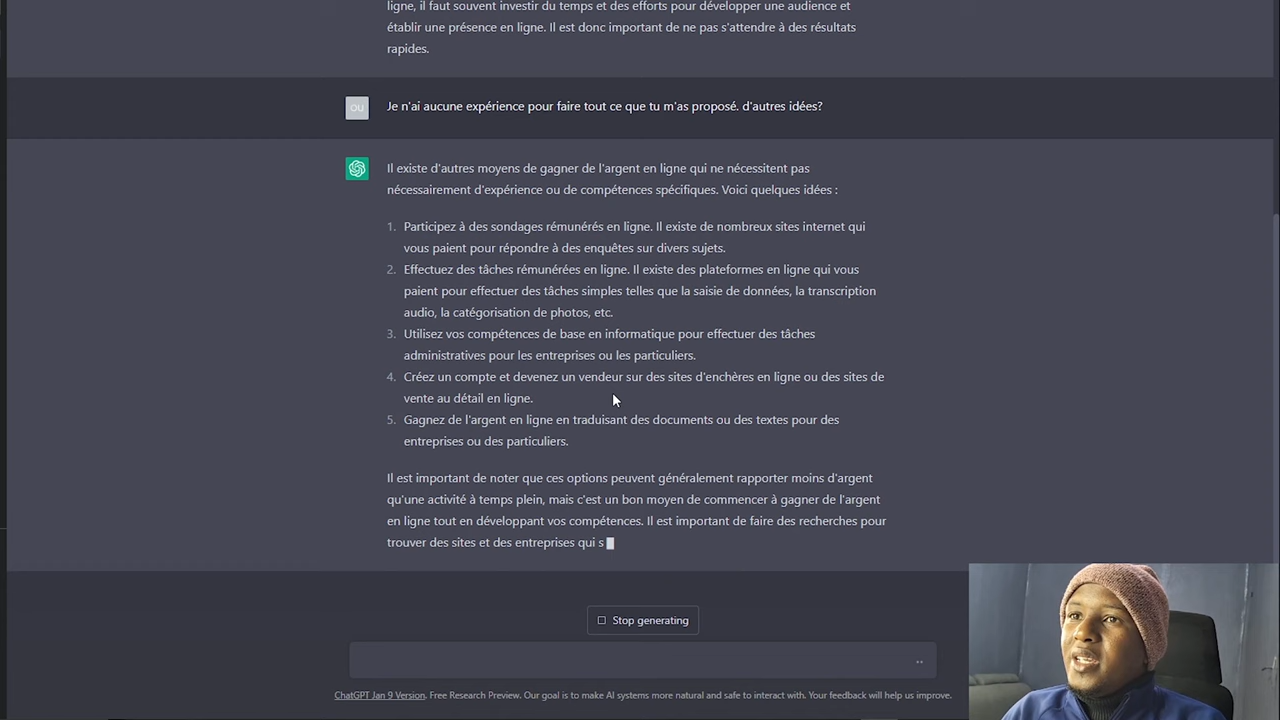 ligne, il faut souvent investir du temps et des efforts pour développer une audience et
établir une présence en ligne. Il est donc important de ne pas s'attendre à des résultats
rapides.
OU
Je n'ai aucune expérience pour faire tout ce que tu m'as proposé. d'autres idées?
Il existe d'autres moyens de gagner de l'argent en ligne qui ne nécessitent pas
nécessairement d'expérience ou de compétences spécifiques. Voici quelques idées :
1. Participez à des sondages rémunérés en ligne. Il existe de nombreux sites internet qui
vous paient pour répondre à des enquêtes sur divers sujets.
2. Effectuez des tâches rémunérées en ligne. Il existe des plateformes en ligne qui vous
paient pour effectuer des tâches simples telles que la saisie de données, la transcription
audio, la catégorisation de photos, etc.
3. Utilisez vos compétences de base en informatique pour effectuer des tâches
administratives pour les entreprises ou les particuliers.
4. Créez un compte et devenez un vendeur sur des sites d'enchères en ligne ou des sites de
vente au détail en ligne.
5. Gagnez de l'argent en ligne en traduisant des documents ou des textes pour des
entreprises ou des particuliers.
Il est important de noter que ces options peuvent généralement rapporter moins d'argent
qu'une activité à temps plein, mais c'est un bon moyen de commencer à gagner de l'argent
en ligne tout en développant vos compétences. Il est important de faire des recherches pour
trouver des sites et des entreprises qui s
Stop generating
ChatGPT Jan 9 Version. Free Research Preview. Our goal is to make AI systems more natural and safe to interact with. Your feedback will help us improve.